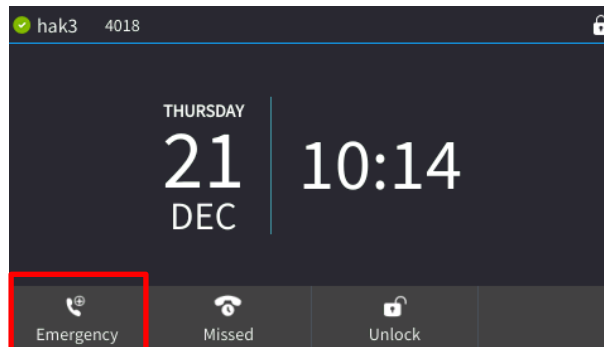 hak3 4018
THURSDAY
21
DEC
10:14
Emergency Missed Unlock